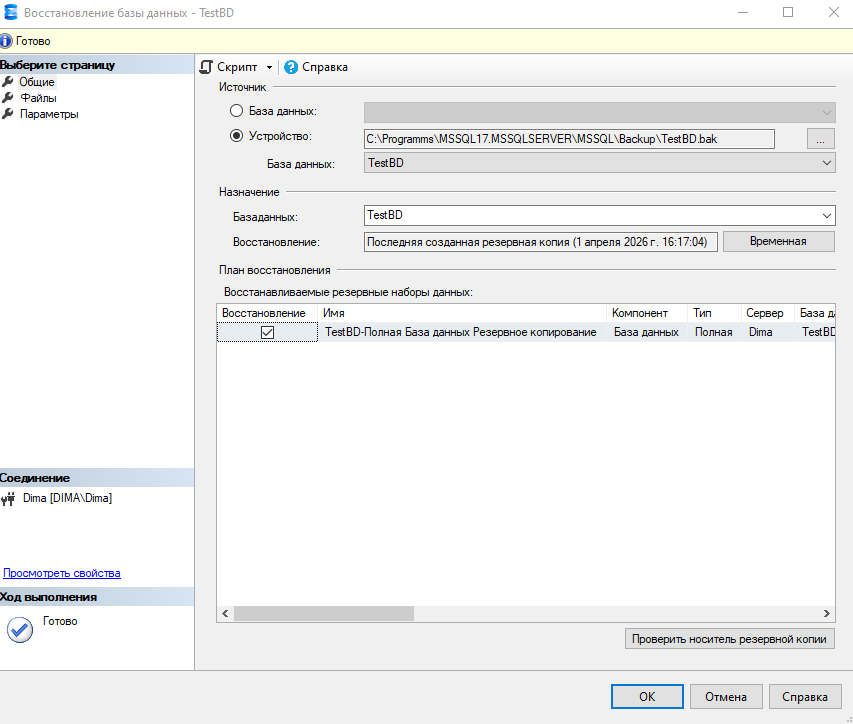 Восстановление базы данных - TestBD
Готово
Выберите страницу
Общие
Файлы
Параметры
Скрипт
Справка
Источник
База данных:
Устройство:
C:\Programms\MSSQL17.MSSQLSERVER\MSSQL\Backup\TestBD.bak
...
База данных:
TestBD
Назначение
Базаданных:
TestBD
Восстановление:
Последняя созданная резервная копия (1 апреля 2026 г. 16:17:04)
Временная
План восстановления
Восстанавливаемые резервные наборы данных:
Восстановление Имя Компонент Тип Сервер База д
TestBD-Полная База данных Резервное копирование База данных Полная Dima TestBD
Соединение
Dima [DIMA\Dima]
Просмотреть свойства
Ход выполнения
Готово
Проверить носитель резервной копии
ОК
Отмена
Справка